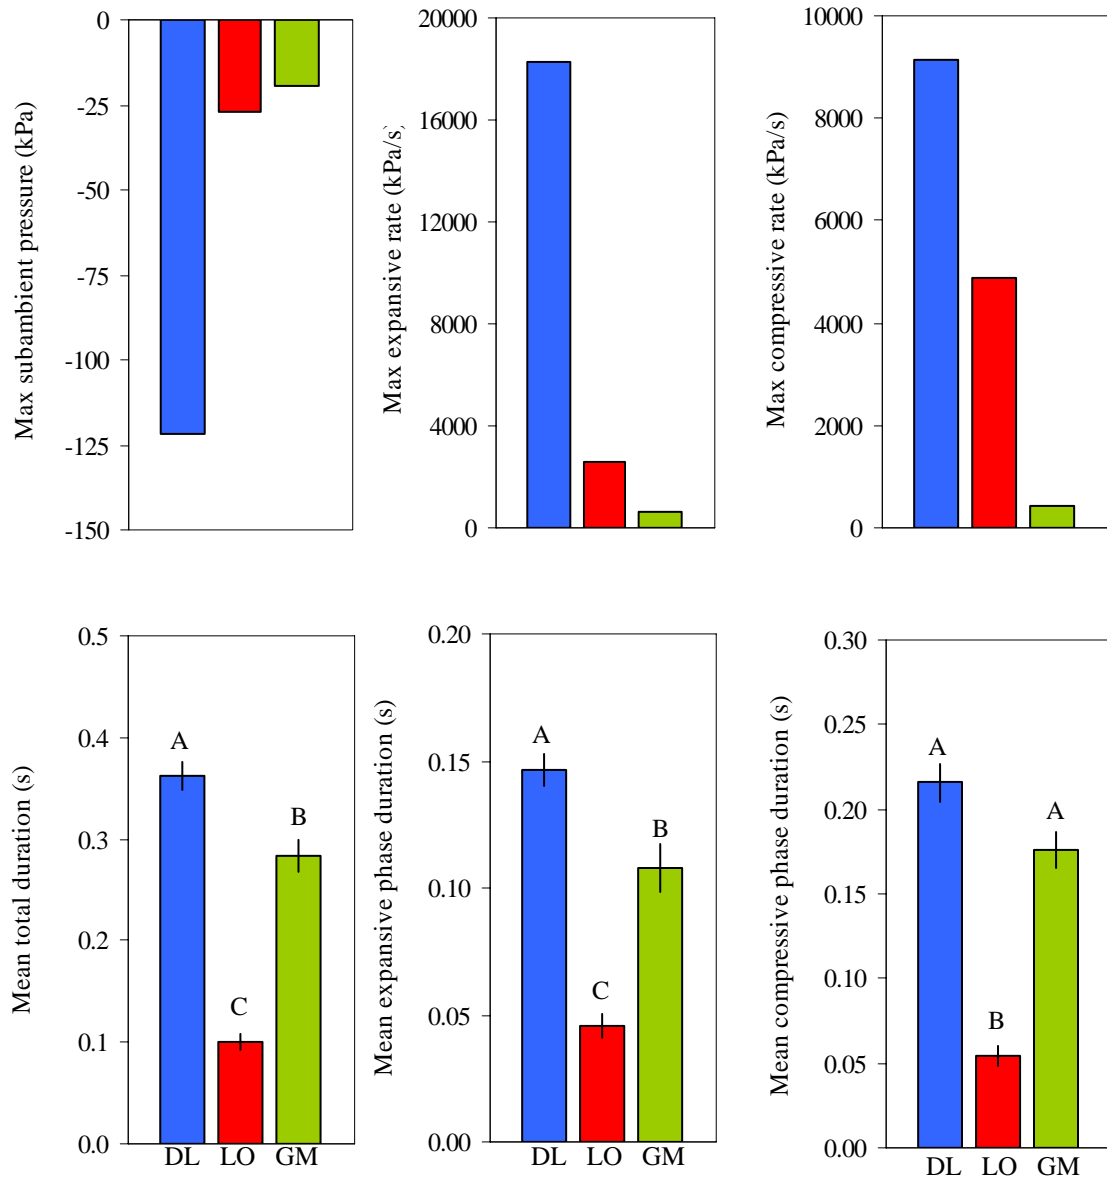 Max subambient pressure (kPa)
0
-25
-50
-75
-100
-125
-150
Max expansive rate (kPa/s)
20000
16000
12000
8000
4000
0
Max compressive rate (kPa/s)
10000
8000
6000
4000
2000
0
Mean total duration (s)
0.5
0.4
0.3
0.2
0.1
0.0
A
C
B
DL LO GM
Mean expansive phase duration (s)
0.20
0.15
0.10
0.05
0.00
A
C
B
DL LO GM
Mean compressive phase duration (s)
0.30
0.25
0.20
0.15
0.10
0.05
0.00
A
B
A
DL LO GM